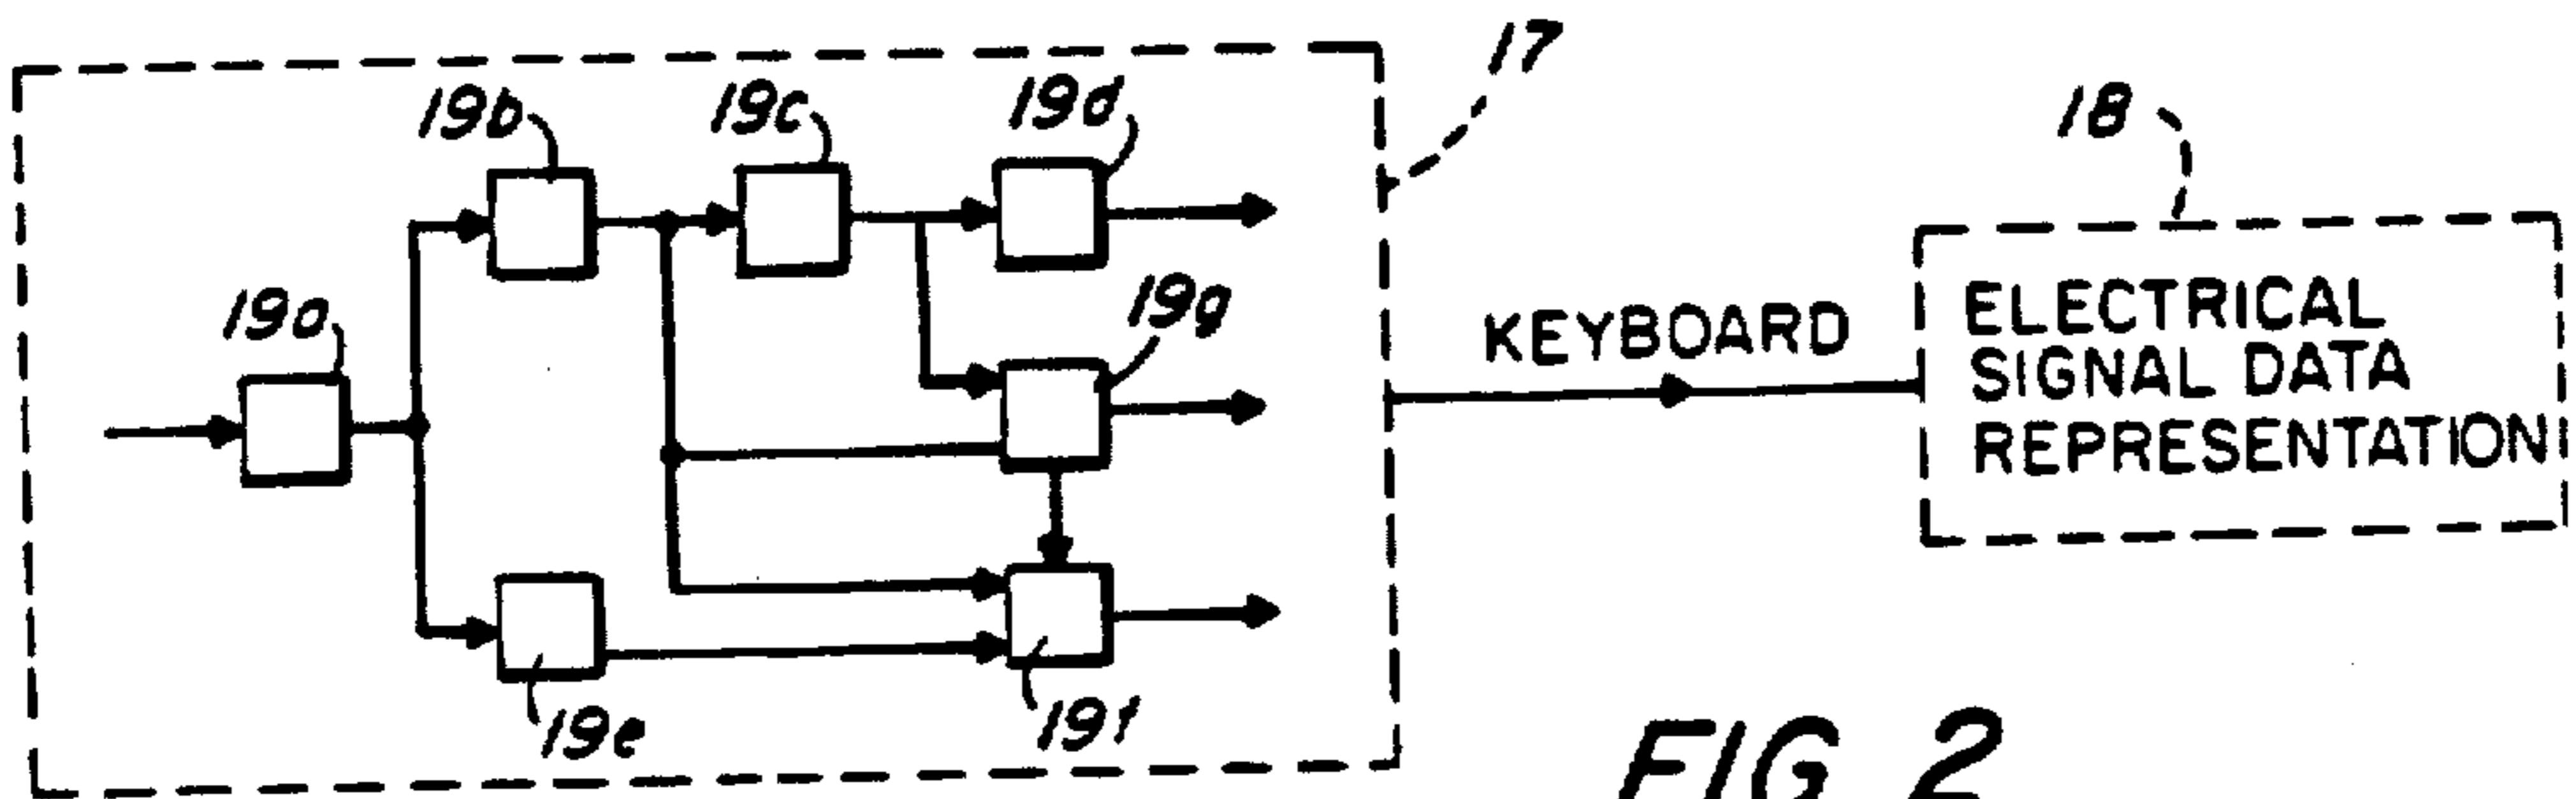 17
18
19b
19c
19d
19a
19g
KEYBOARD
ELECTRICAL
SIGNAL DATA
REPRESENTATION
19e
19f
FIG 2